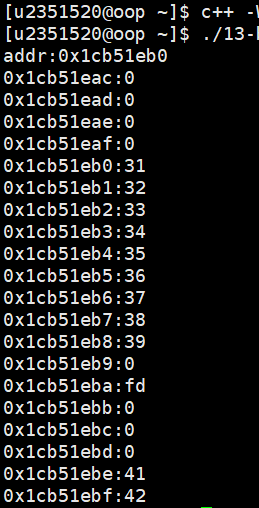 [u2351520@oop ~]$ c++ -W
[u2351520@oop ~]$ ./13-
addr:0x1cb51eb0
0x1cb51eac:0
0x1cb51ead:0
0x1cb51eae:0
0x1cb51eaf:0
0x1cb51eb0:31
0x1cb51eb1:32
0x1cb51eb2:33
0x1cb51eb3:34
0x1cb51eb4:35
0x1cb51eb5:36
0x1cb51eb6:37
0x1cb51eb7:38
0x1cb51eb8:39
0x1cb51eb9:0
0x1cb51eba:fd
0x1cb51ebb:0
0x1cb51ebc:0
0x1cb51ebd:0
0x1cb51ebe:41
0x1cb51ebf:42